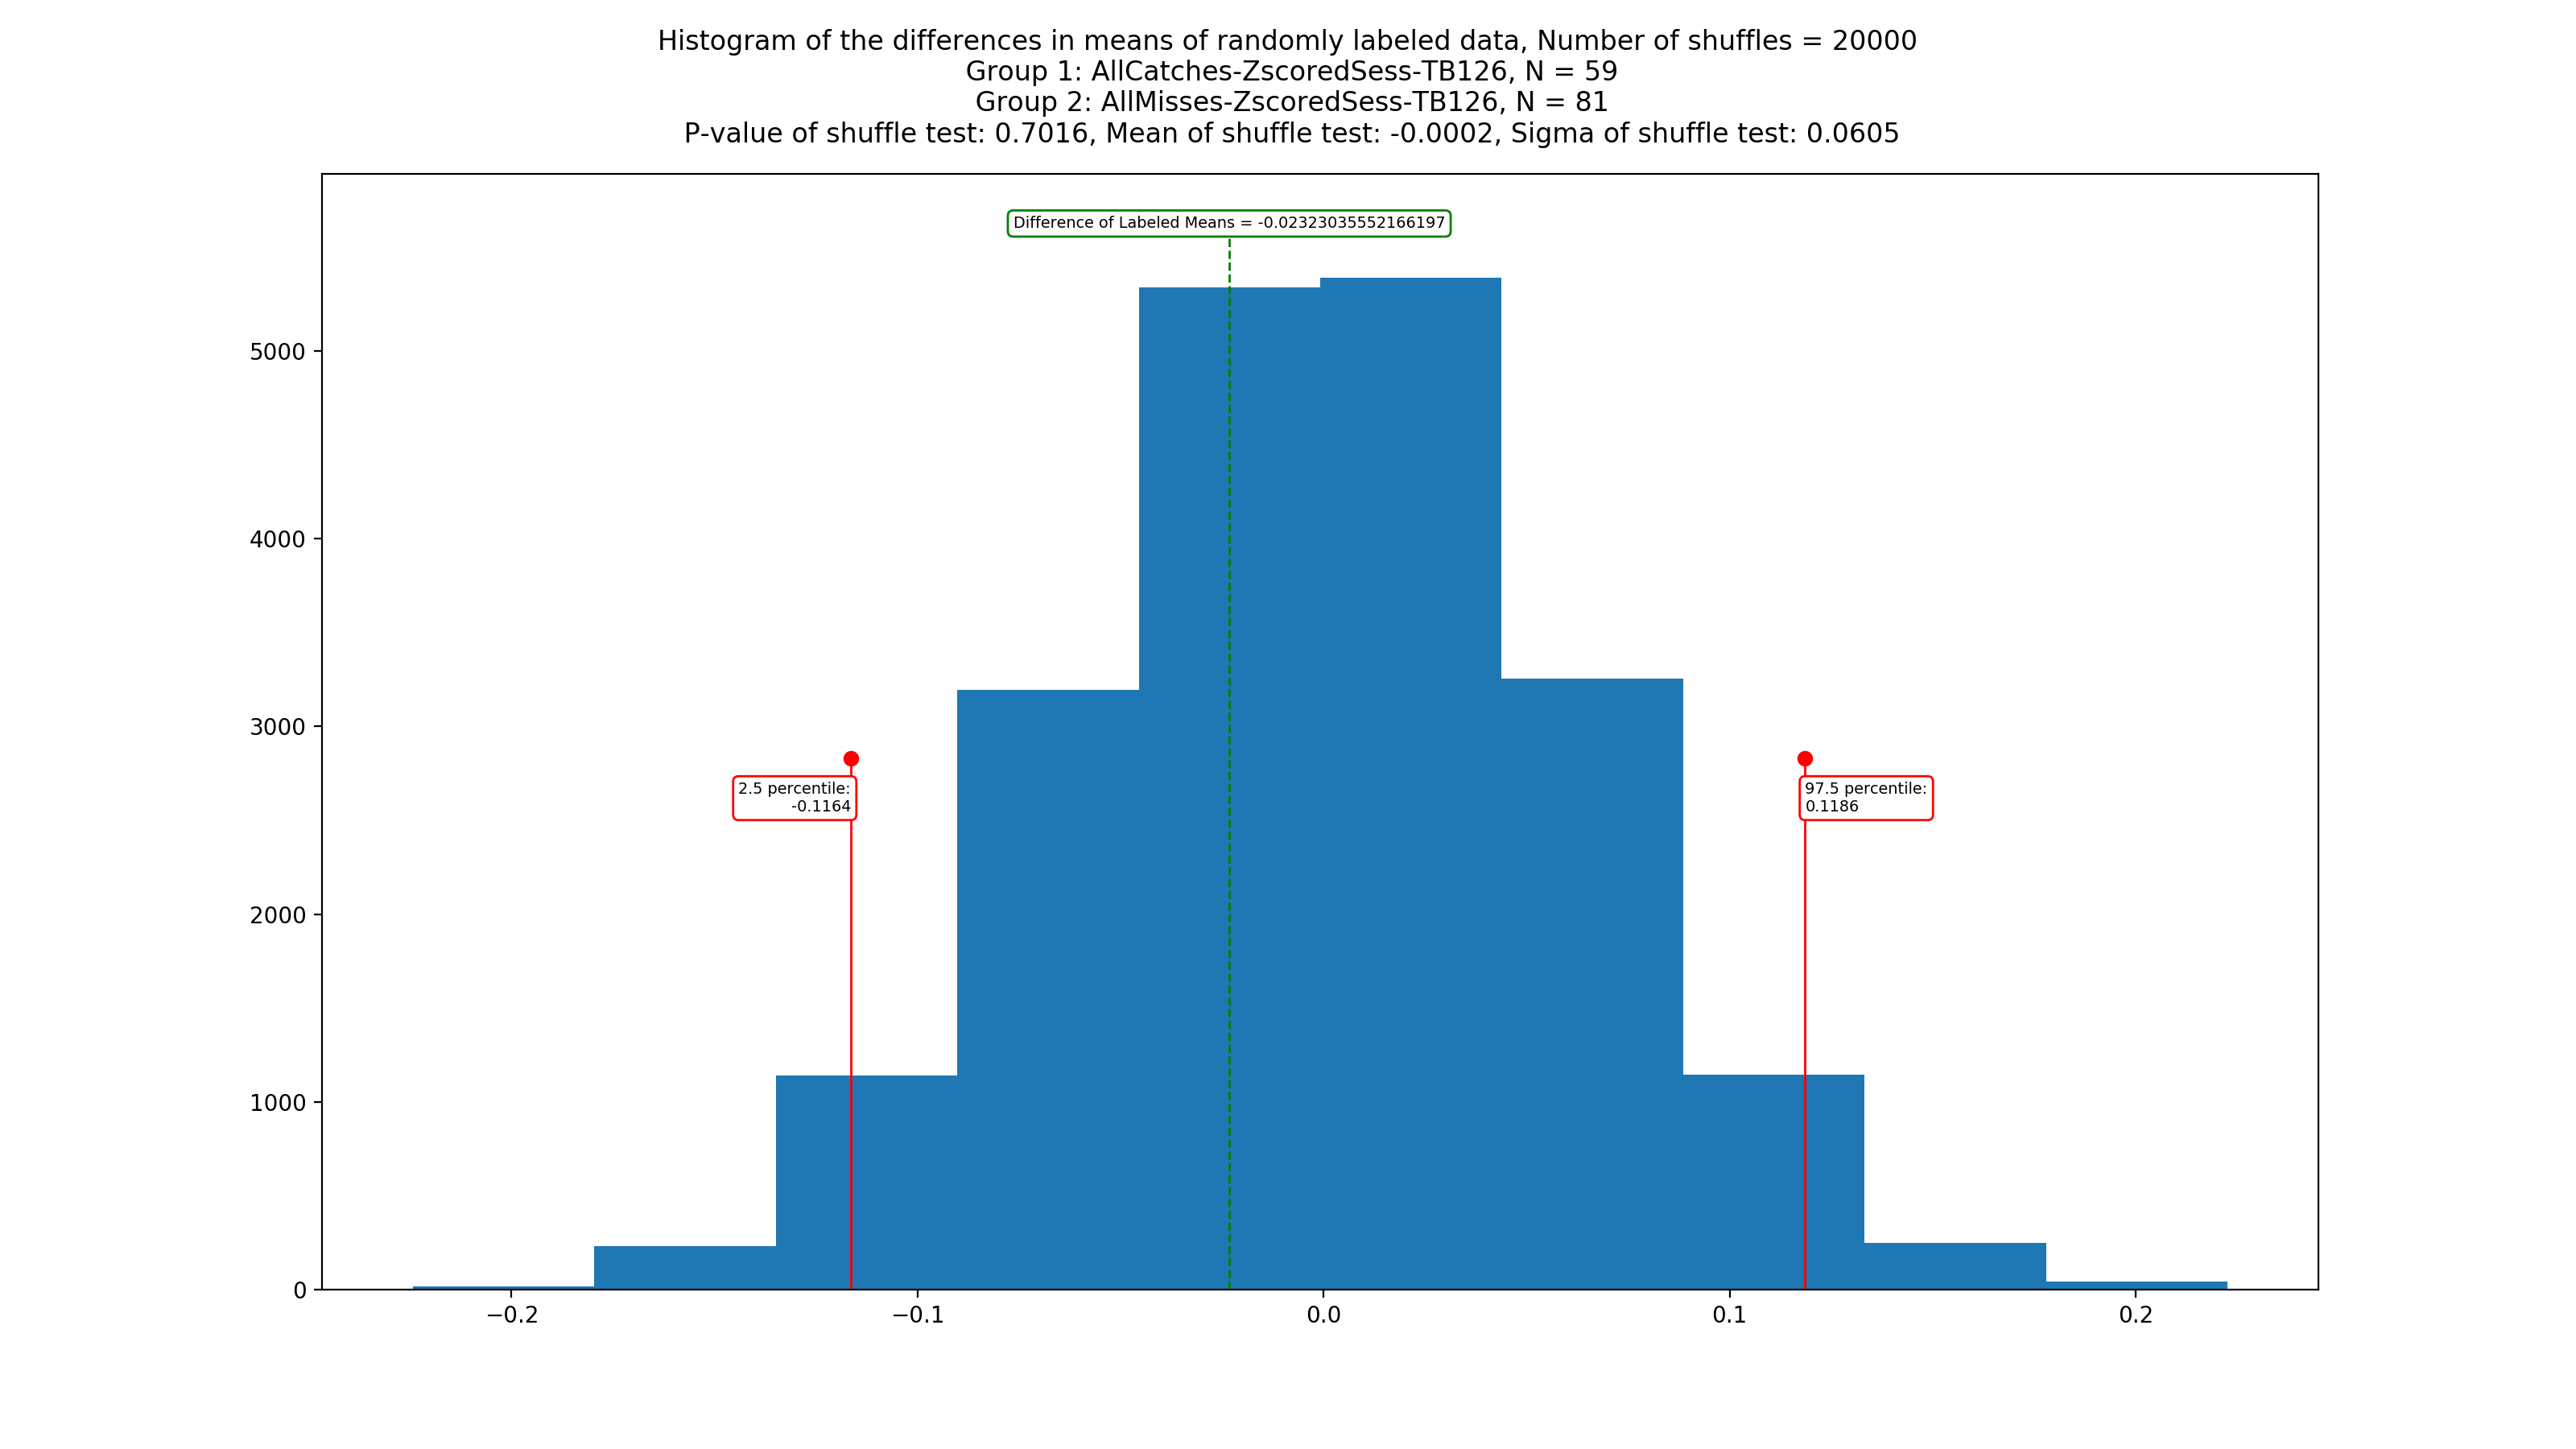 Histogram of the differences in means of randomly labeled data, Number of shuffles = 20000
Group 1: AllCatches-ZscoredSess-TB126, N = 59
Group 2: AllMisses-ZscoredSess-TB126, N = 81
P-value of shuffle test: 0.7016, Mean of shuffle test: -0.0002, Sigma of shuffle test: 0.0605
Difference of Labeled Means = -0.02323035552166197
5000
4000
3000
2.5 percentile:
-0.1164
97.5 percentile:
0.1186
2000
1000
0
−0.2
−0.1
0.0
0.1
0.2